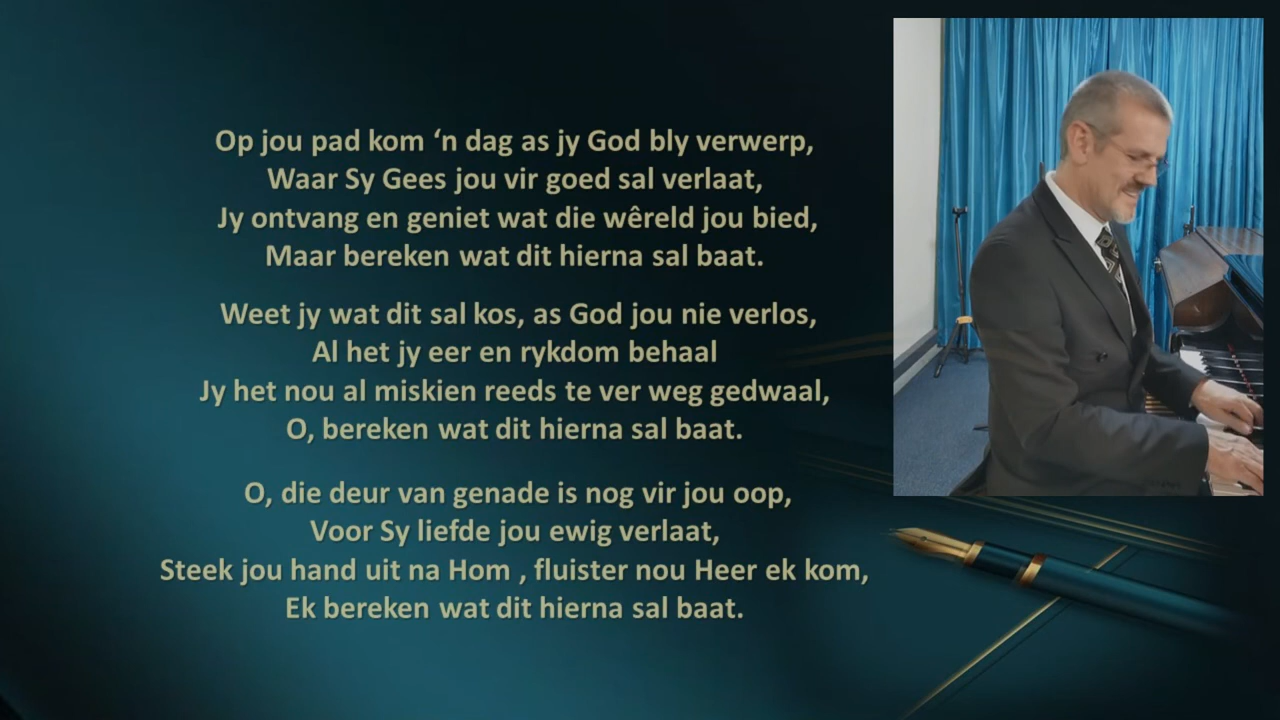 Op jou pad kom ‘n dag as jy God bly verwerp,
Waar Sy Gees jou vir goed sal verlaat,
Jy ontvang en geniet wat die wêreld jou bied,
Maar bereken wat dit hierna sal baat.
Weet jy wat dit sal kos, as God jou nie verlos,
Al het jy eer en rykdom behaal
Jy het nou al miskien reeds te ver weg gedwaal,
O, bereken wat dit hierna sal baat.
O, die deur van genade is nog vir jou oop,
Voor Sy liefde jou ewig verlaat,
Steek jou hand uit na Hom , fluister nou Heer ek kom,
Ek bereken wat dit hierna sal baat.